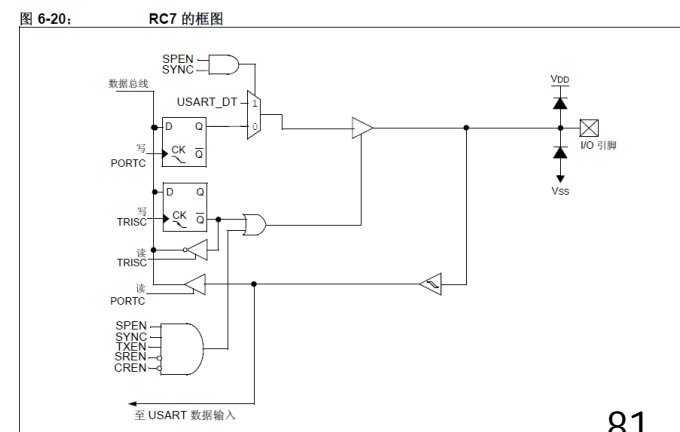 图 6-20: RC7 的框图
SPEN
SYNC
数据总线
VDD
USART_DT
1
D Q
0
I/O 引脚
写
PORTC
CK Q
VSS
D Q
写
TRISC
CK Q
读
TRISC
读
PORTC
SPEN
SYNC
TXEN
SREN
CREN
至 USART 数据输入
81